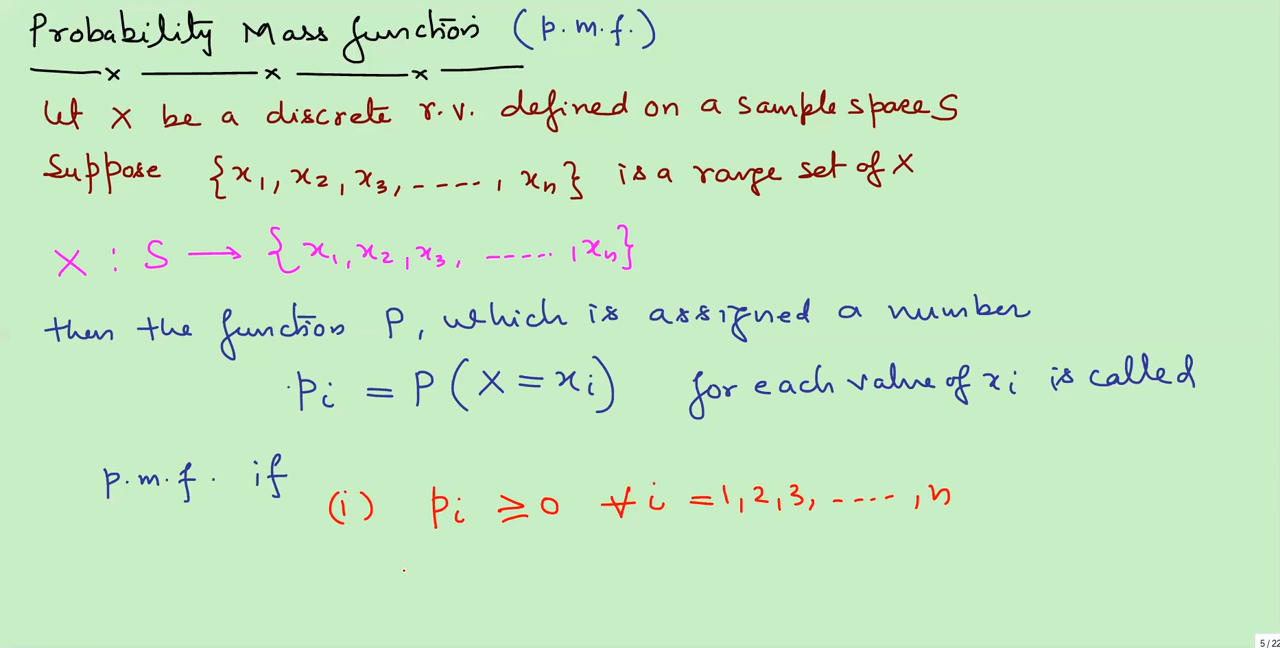 Probability Mass function (p.m.f.)
Let X be a discrete r.v. defined on a sample space S
Suppose {x₁, x₂, x₃, -----, xₙ} is a range set of X
X : S → {x₁, x₂, x₃, -----, xₙ}
then the function P, which is assigned a number
pᵢ = P(X = xᵢ) for each value of xᵢ is called
p.m.f. if
(i) pᵢ ≥ 0 ∀ i = 1, 2, 3, -----, n
5 / 22